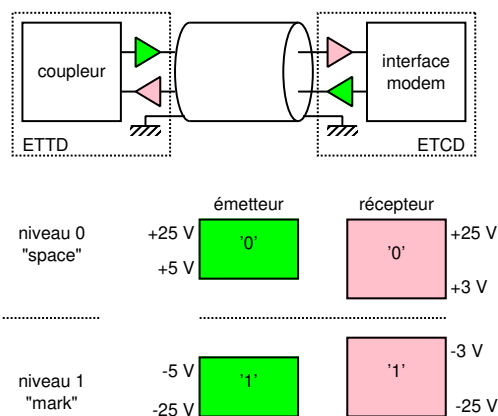 coupleur
interface
modem
ETTD
ETCD
émetteur
récepteur
niveau 0
"space"
+25 V
'0'
+5 V
'0'
+25 V
+3 V
niveau 1
"mark"
-5 V
'1'
-25 V
'1'
-3 V
-25 V